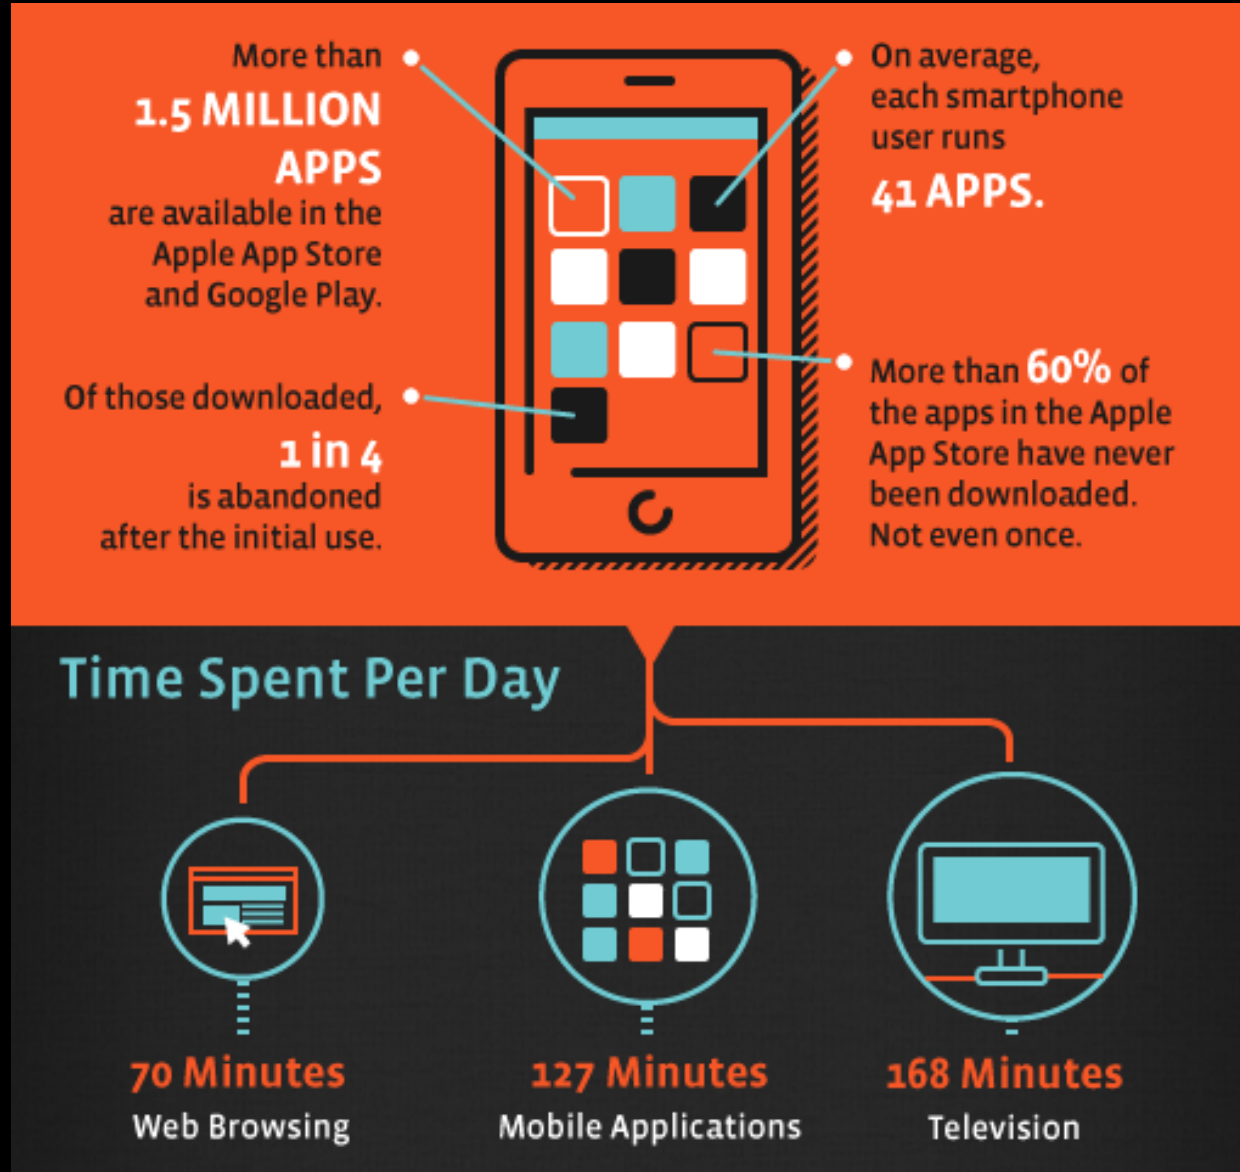 More than
1.5 MILLION
APPS
are available in the
Apple App Store
and Google Play.
On average,
each smartphone
user runs
41 APPS.
Of those downloaded,
1 in 4
is abandoned
after the initial use.
More than 60% of
the apps in the Apple
App Store have never
been downloaded.
Not even once.
Time Spent Per Day
70 Minutes
Web Browsing
127 Minutes
Mobile Applications
168 Minutes
Television